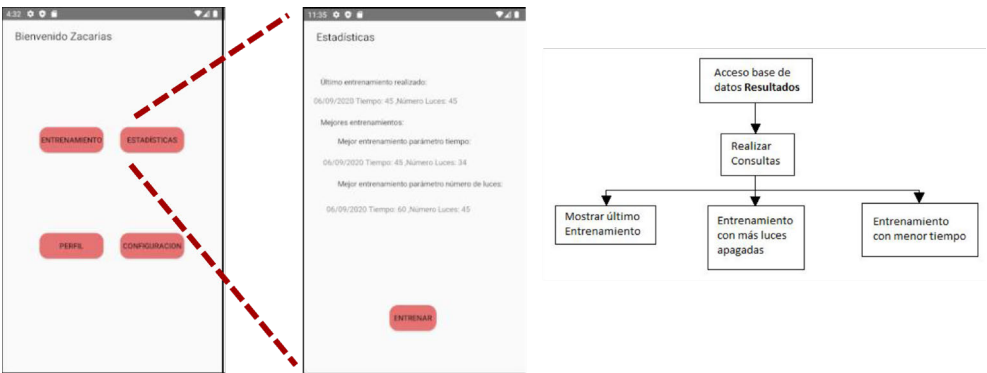 4:32
Bienvenido Zacarias
ENTRENAMIENTO
ESTADÍSTICAS
PERFIL
CONFIGURACION
11:35
Estadísticas
Último entrenamiento realizado:
06/09/2020 Tiempo: 45 ,Número Luces: 45
Mejores entrenamientos:
Mejor entrenamiento parámetro tiempo:
06/09/2020 Tiempo: 45 ,Número Luces: 34
Mejor entrenamiento parámetro número de luces:
06/09/2020 Tiempo: 60 ,Número Luces: 45
ENTRENAR
Acceso base de
datos Resultados
Realizar
Consultas
Mostrar último
Entrenamiento
Entrenamiento
con más luces
apagadas
Entrenamiento
con menor tiempo